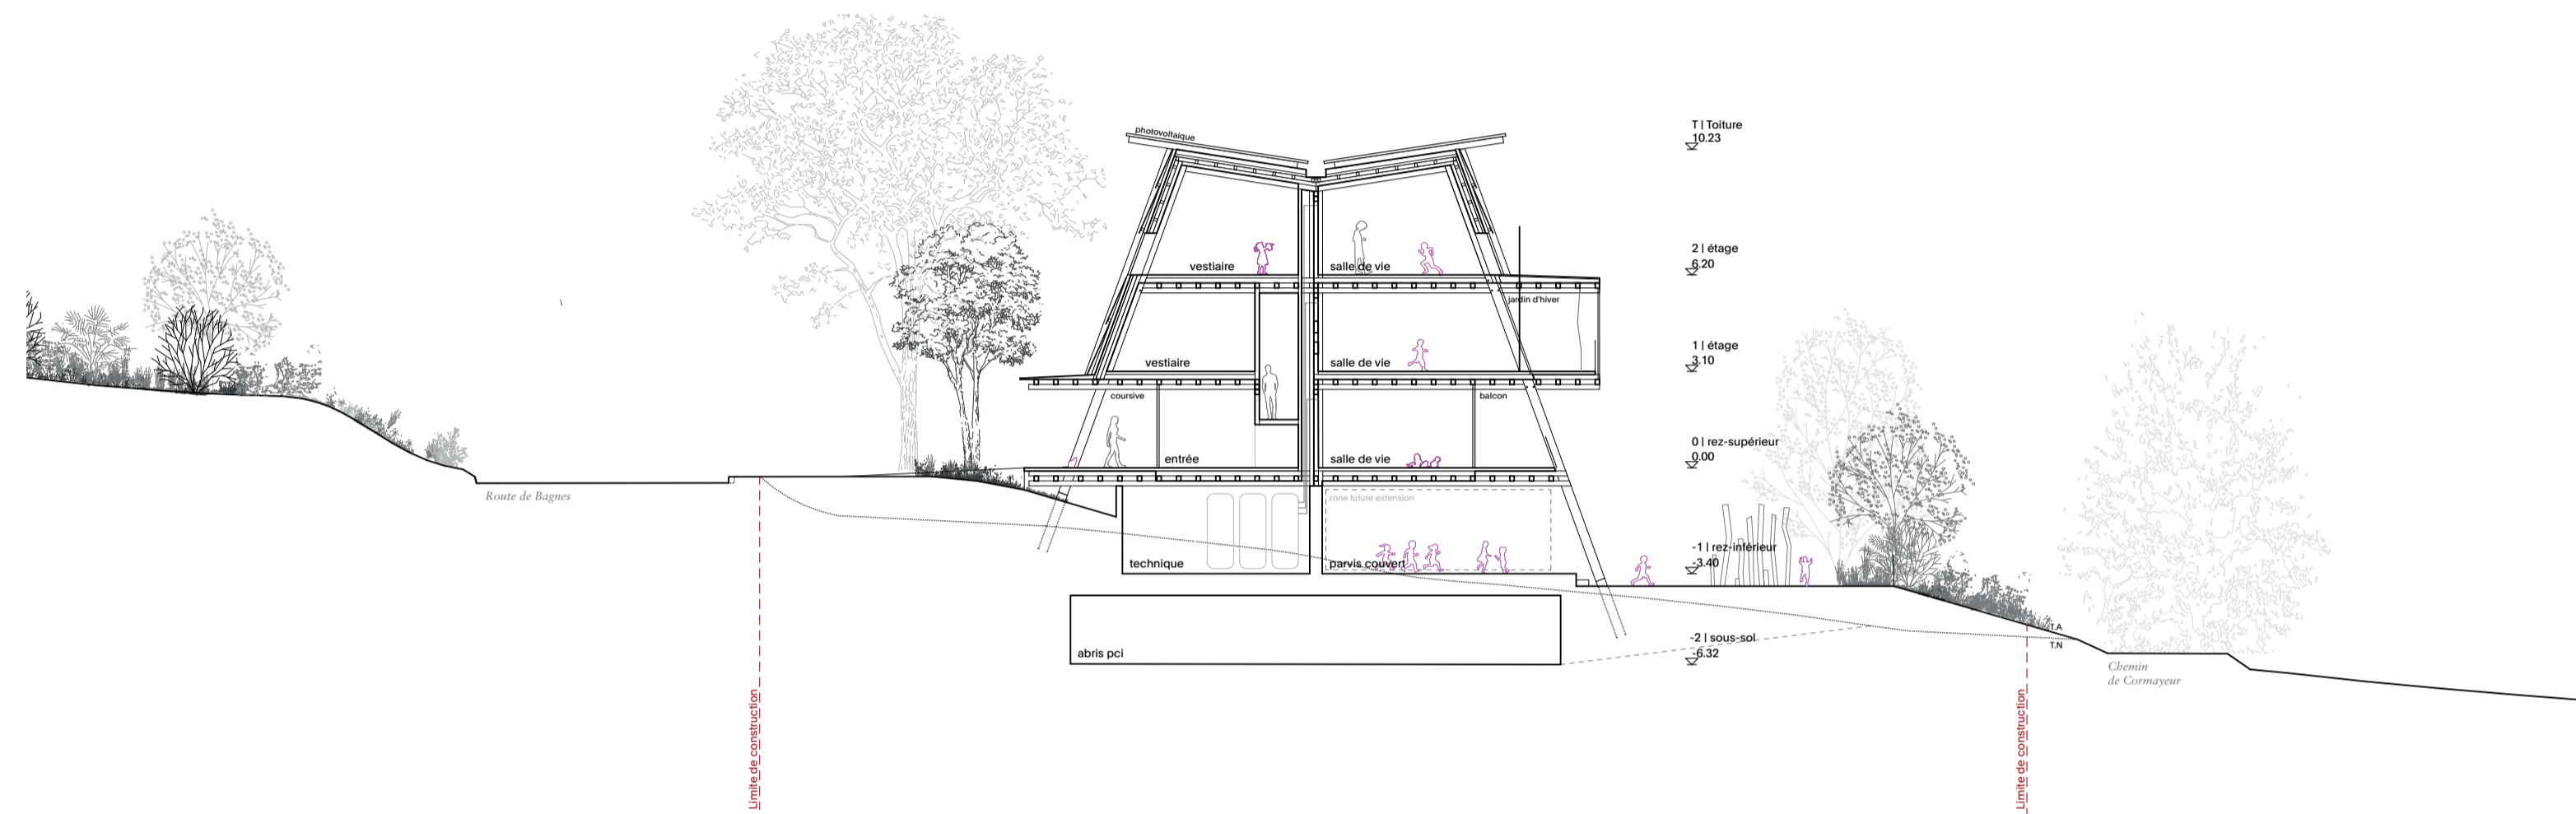 photovoltaïque
T | Toiture
10.23
vestiaire
salle de vie
2 | étage
6.20
jardin d'hiver
vestiaire
salle de vie
1 | étage
3.10
coursive
balcon
entrée
salle de vie
0 | rez-supérieur
0.00
Route de Bagnes
zone future extension
technique
parvis couvert
-1 | rez-inférieur
-3.40
abris pci
-2 | sous-sol
-6.32
T.A
T.N
Chemin
de Cormayeur
Limite de construction
Limite de construction